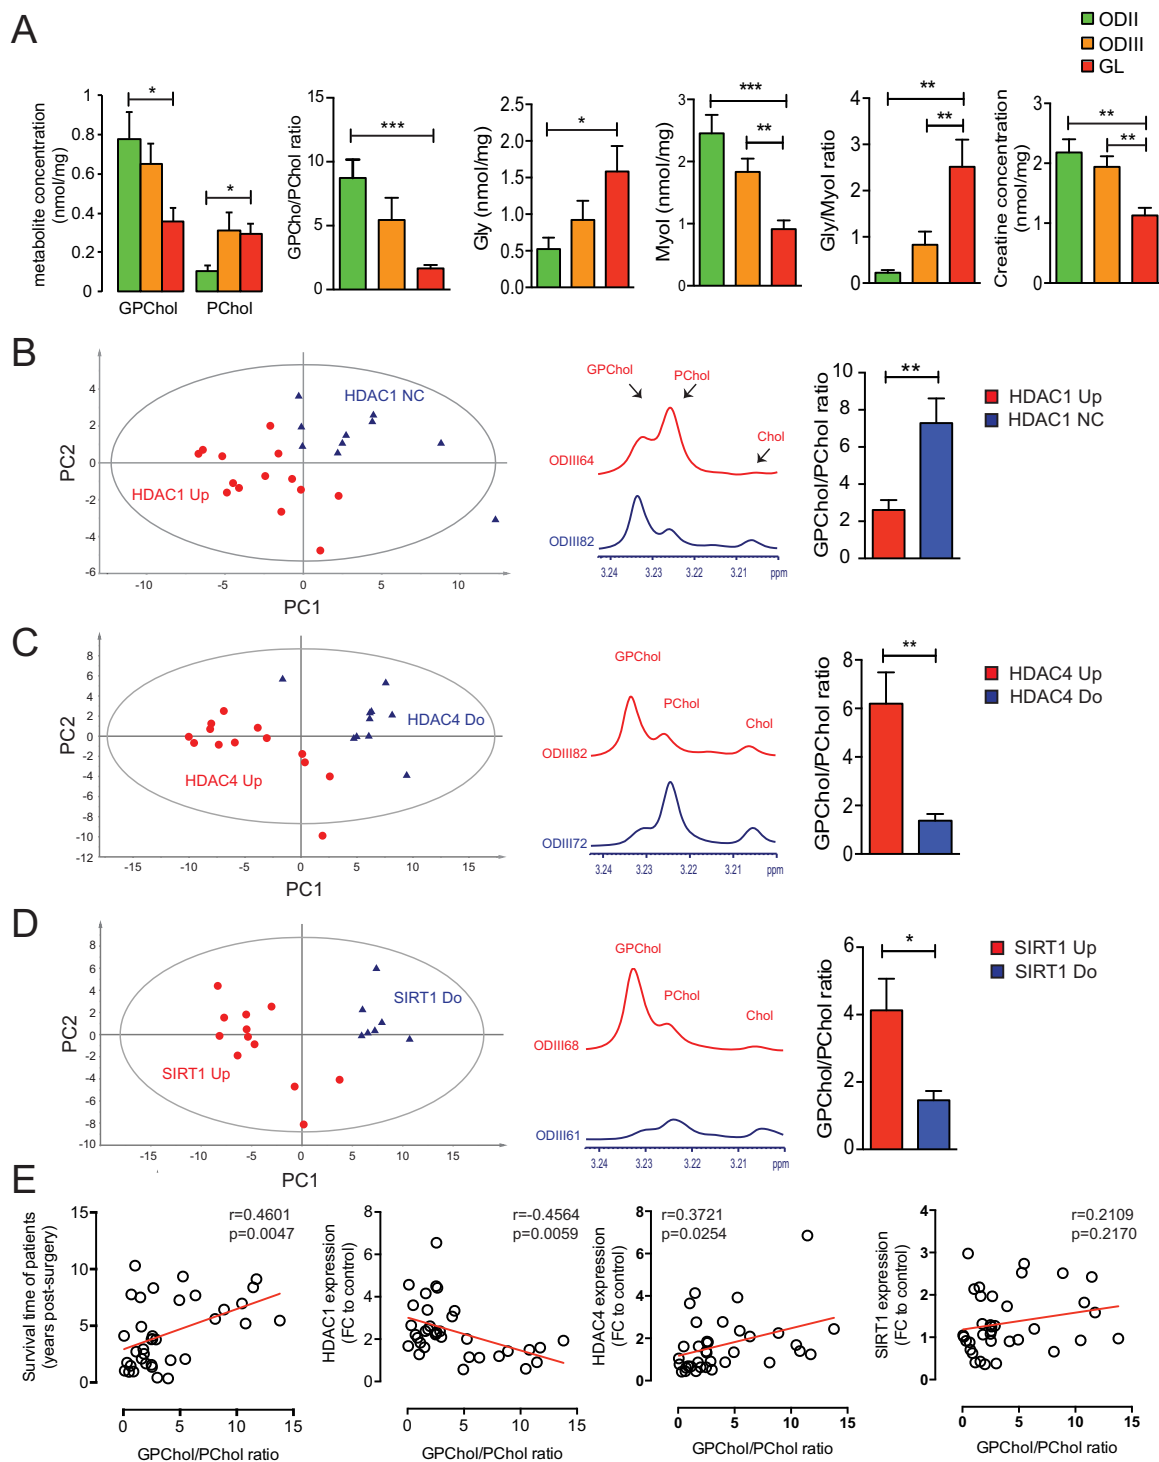 A
ODII
ODIII
GL
metabolite concentration
(nmol/mg)
1
0.8
0.6
0.4
0.2
0
*
*
GPChol
PChol
GPCho/PChol ratio
15
10
5
0
***
Gly (nmol/mg)
2.5
2.0
1.5
1.0
0.5
0.0
*
MyoI (nmol/mg)
3
2
1
0
***
**
Gly/MyoI ratio
4
3
2
1
0
**
**
Creatine concentration
(nmol/mg)
3
2
1
0
**
**
B
PC2
4
2
0
-2
-4
-6
HDAC1 NC
HDAC1 Up
-10
-5
0
5
10
PC1
GPChol
PChol
Chol
ODIII64
ODIII82
3.24
3.23
3.22
3.21
ppm
GPChol/PChol ratio
10
8
6
4
2
0
**
HDAC1 Up
HDAC1 NC
C
PC2
8
6
4
2
0
-2
-4
-6
-8
-10
-12
HDAC4 Do
HDAC4 Up
-15
-10
-5
0
5
10
15
PC1
GPChol
PChol
Chol
ODIII82
ODIII72
3.24
3.23
3.22
3.21
ppm
GPChol/PChol ratio
8
6
4
2
0
**
HDAC4 Up
HDAC4 Do
D
PC2
8
6
4
2
0
-2
-4
-6
-8
-10
SIRT1 Do
SIRT1 Up
-15
-10
-5
0
5
10
15
PC1
GPChol
PChol
Chol
ODIII68
ODIII61
3.24
3.23
3.22
3.21
ppm
GPChol/PChol ratio
6
4
2
0
*
SIRT1 Up
SIRT1 Do
E
Survival time of patients
(years post-surgery)
15
10
5
0
r=0.4601
p=0.0047
0
5
10
15
GPChol/PChol ratio
HDAC1 expression
(FC to control)
8
6
4
2
0
r=-0.4564
p=0.0059
0
5
10
15
GPChol/PChol ratio
HDAC4 expression
(FC to control)
8
6
4
2
0
r=0.3721
p=0.0254
0
5
10
15
GPChol/PChol ratio
SIRT1 expression
(FC to control)
4
3
2
1
0
r=0.2109
p=0.2170
0
5
10
15
GPChol/PChol ratio